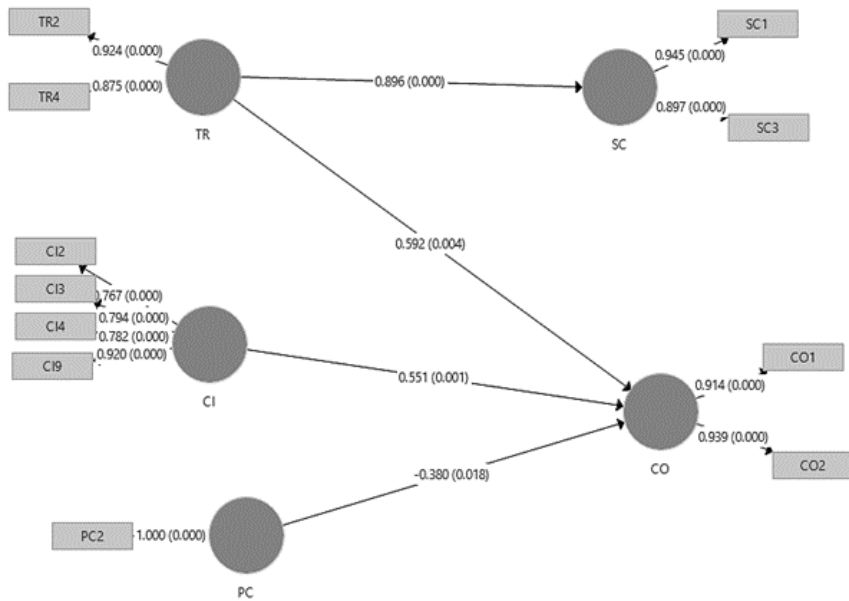 TR2
0.924 (0.000)
TR4
0.875 (0.000)
TR
0.896 (0.000)
SC1
0.945 (0.000)
0.897 (0.000)
SC3
SC
0.592 (0.004)
CI2
CI3
0.767 (0.000)
CI4
0.794 (0.000)
0.782 (0.000)
CI9
0.920 (0.000)
CI
0.551 (0.001)
CO1
0.914 (0.000)
0.939 (0.000)
CO2
CO
-0.380 (0.018)
PC2
1.000 (0.000)
PC